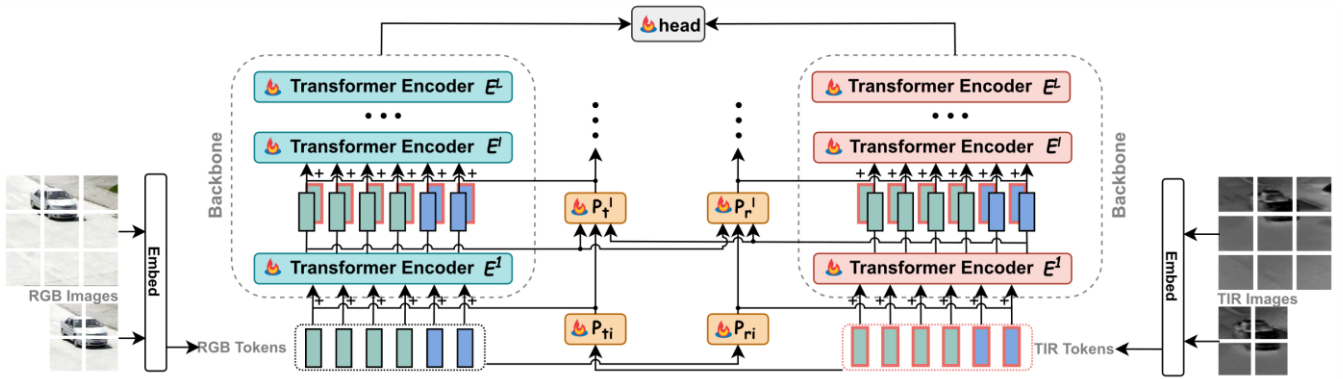 head
Transformer Encoder E^L
Transformer Encoder E^L
Backbone
Backbone
Transformer Encoder E^l
Transformer Encoder E^l
+ + + + + +
+ + + + + +
P_t^l
P_r^l
Embed
Embed
Transformer Encoder E^1
Transformer Encoder E^1
RGB Images
TIR Images
+ + + + + +
+ + + + + +
P_ti
P_ri
RGB Tokens
TIR Tokens